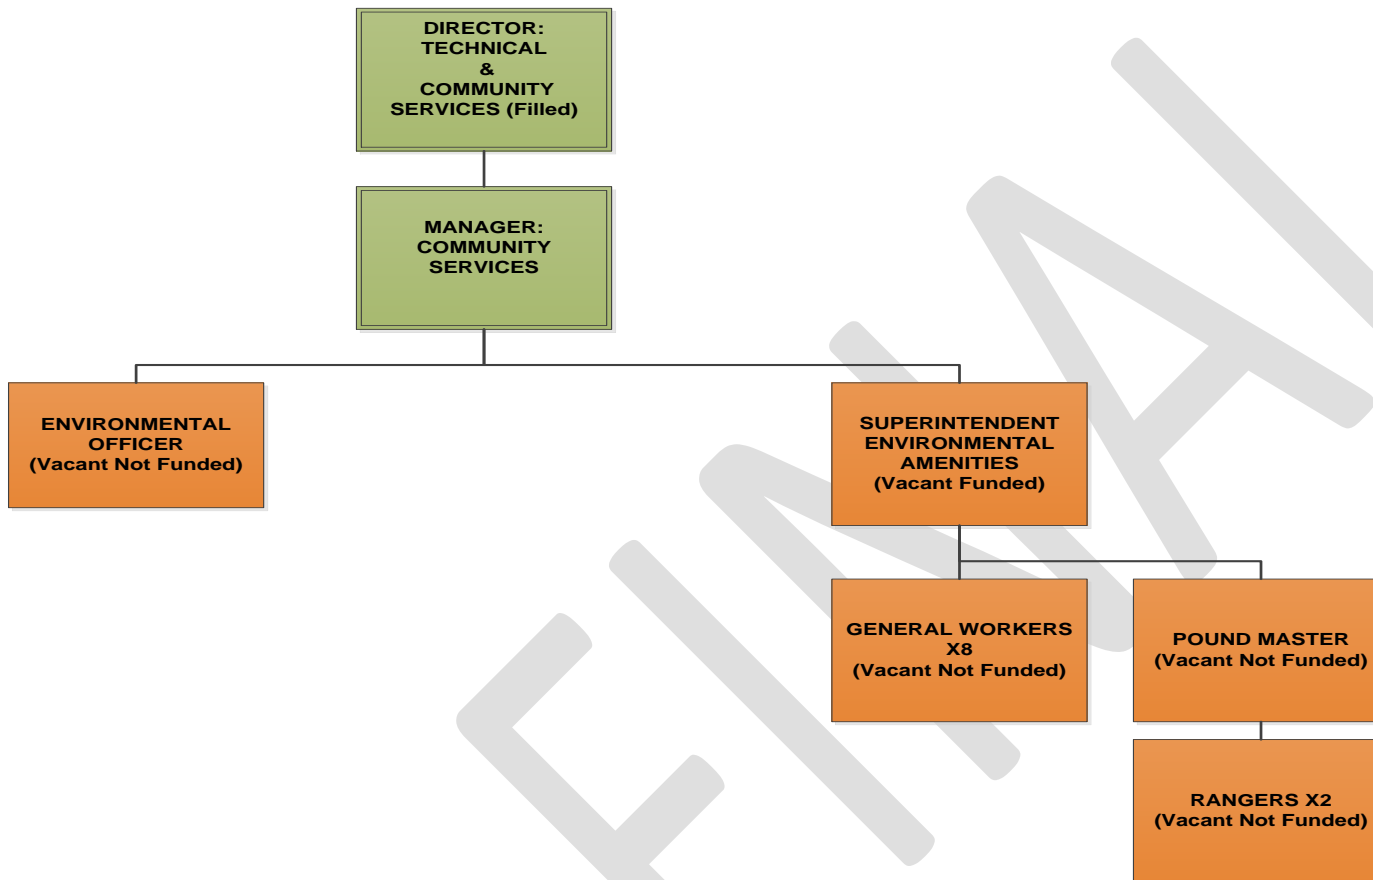 DIRECTOR:
TECHNICAL
&
COMMUNITY
SERVICES (Filled)
MANAGER:
COMMUNITY
SERVICES
ENVIRONMENTAL
OFFICER
(Vacant Not Funded)
SUPERINTENDENT
ENVIRONMENTAL
AMENITIES
(Vacant Funded)
GENERAL WORKERS
X8
(Vacant Not Funded)
POUND MASTER
(Vacant Not Funded)
RANGERS X2
(Vacant Not Funded)
FINAL